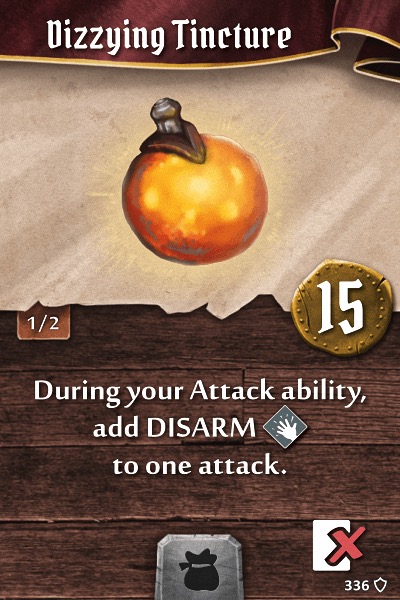 Dizzying Tincture
1/2
15
During your Attack ability,
add DISARM
to one attack.
336